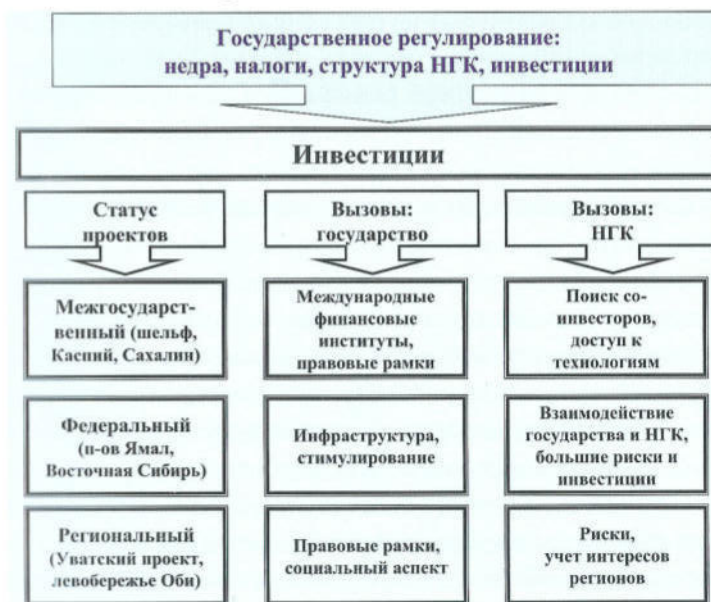 Государственное регулирование:
недра, налоги, структура НГК, инвестиции
Инвестиции
Статус
проектов
Вызовы:
государство
Вызовы:
НГК
Межгосударст-
венный (шельф,
Каспий, Сахалин)
Международные
финансовые
институты,
правовые рамки
Поиск со-
инвесторов,
доступ к
технологиям
Федеральный
(п-ов Ямал,
Восточная Сибирь)
Инфраструктура,
стимулирование
Взаимодействие
государства и НГК,
большие риски и
инвестиции
Региональный
(Уватский проект,
левобережье Оби)
Правовые рамки,
социальный аспект
Риски,
учет интересов
регионов